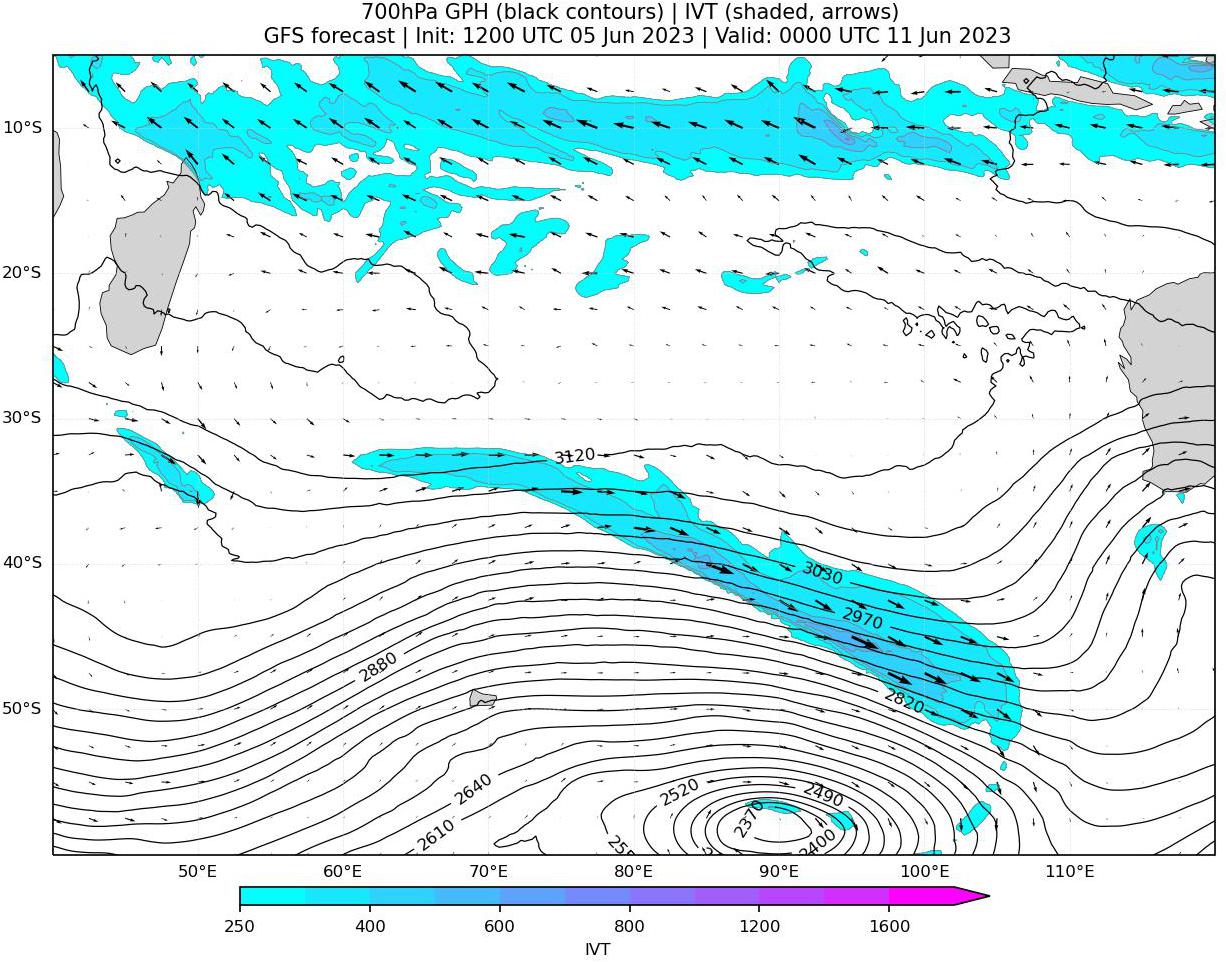 700hPa GPH (black contours) | IVT (shaded, arrows)
GFS forecast | Init: 1200 UTC 05 Jun 2023 | Valid: 0000 UTC 11 Jun 2023
10°S
20°S
30°S
3120
40°S
3030
2970
2880
50°S
2820
2640
2520
2490
2370
2610
2400
50°E 60°E 70°E 80°E 90°E 100°E 110°E
250 400 600 800 1200 1600
IVT